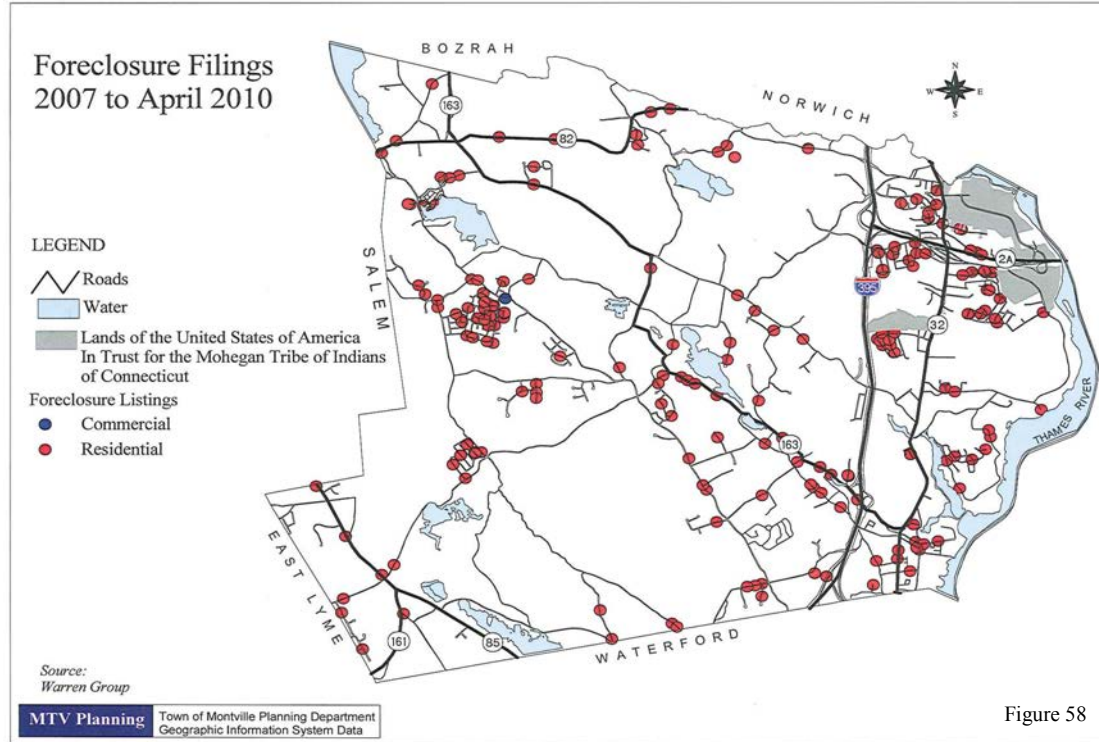 Foreclosure Filings
2007 to April 2010
BOZRAH
NORWICH
N
W E
S
163
82
SALEM
2A
395
32
LEGEND
Roads
Water
Lands of the United States of America
In Trust for the Mohegan Tribe of Indians
of Connecticut
Foreclosure Listings
Commercial
Residential
THAMES RIVER
163
P
EAST LYME
161
85
WATERFORD
Source:
Warren Group
MTV Planning
Town of Montville Planning Department
Geographic Information System Data
Figure 58